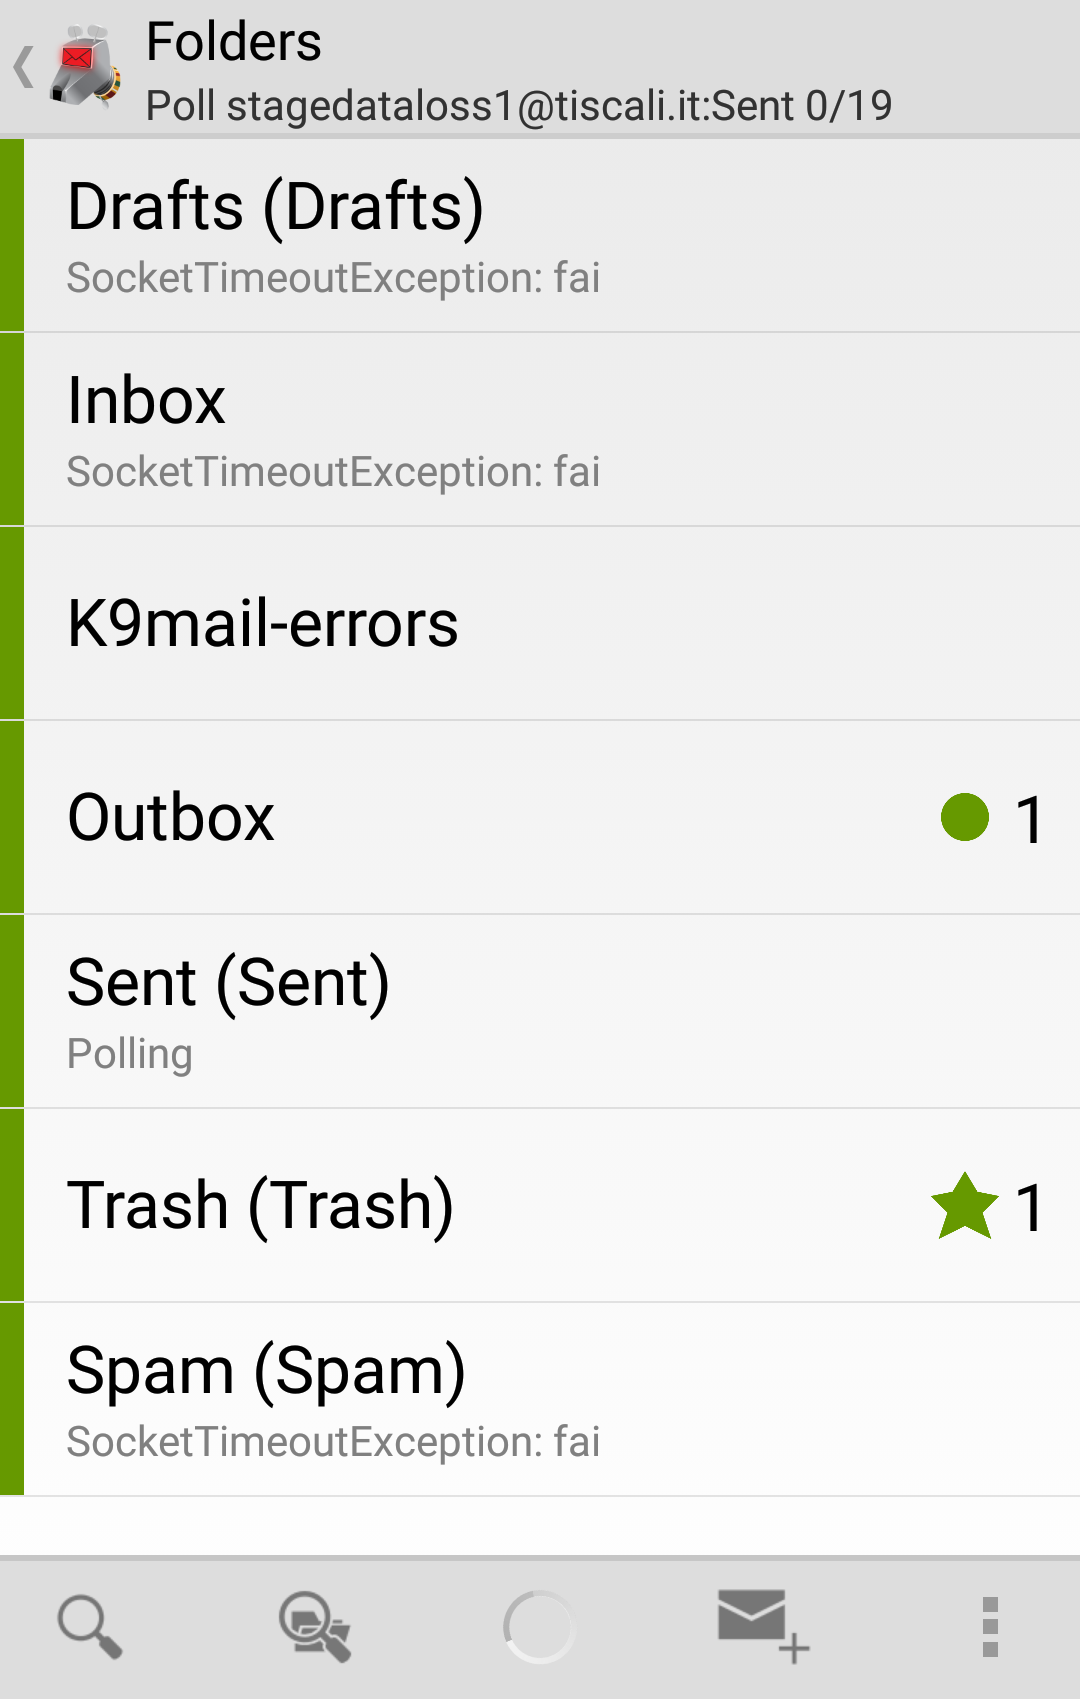 Folders
Poll stagedataloss1@tiscali.it:Sent 0/19
Drafts (Drafts)
SocketTimeoutException: fai
Inbox
SocketTimeoutException: fai
K9mail-errors
Outbox 1
Sent (Sent)
Polling
Trash (Trash) 1
Spam (Spam)
SocketTimeoutException: fai